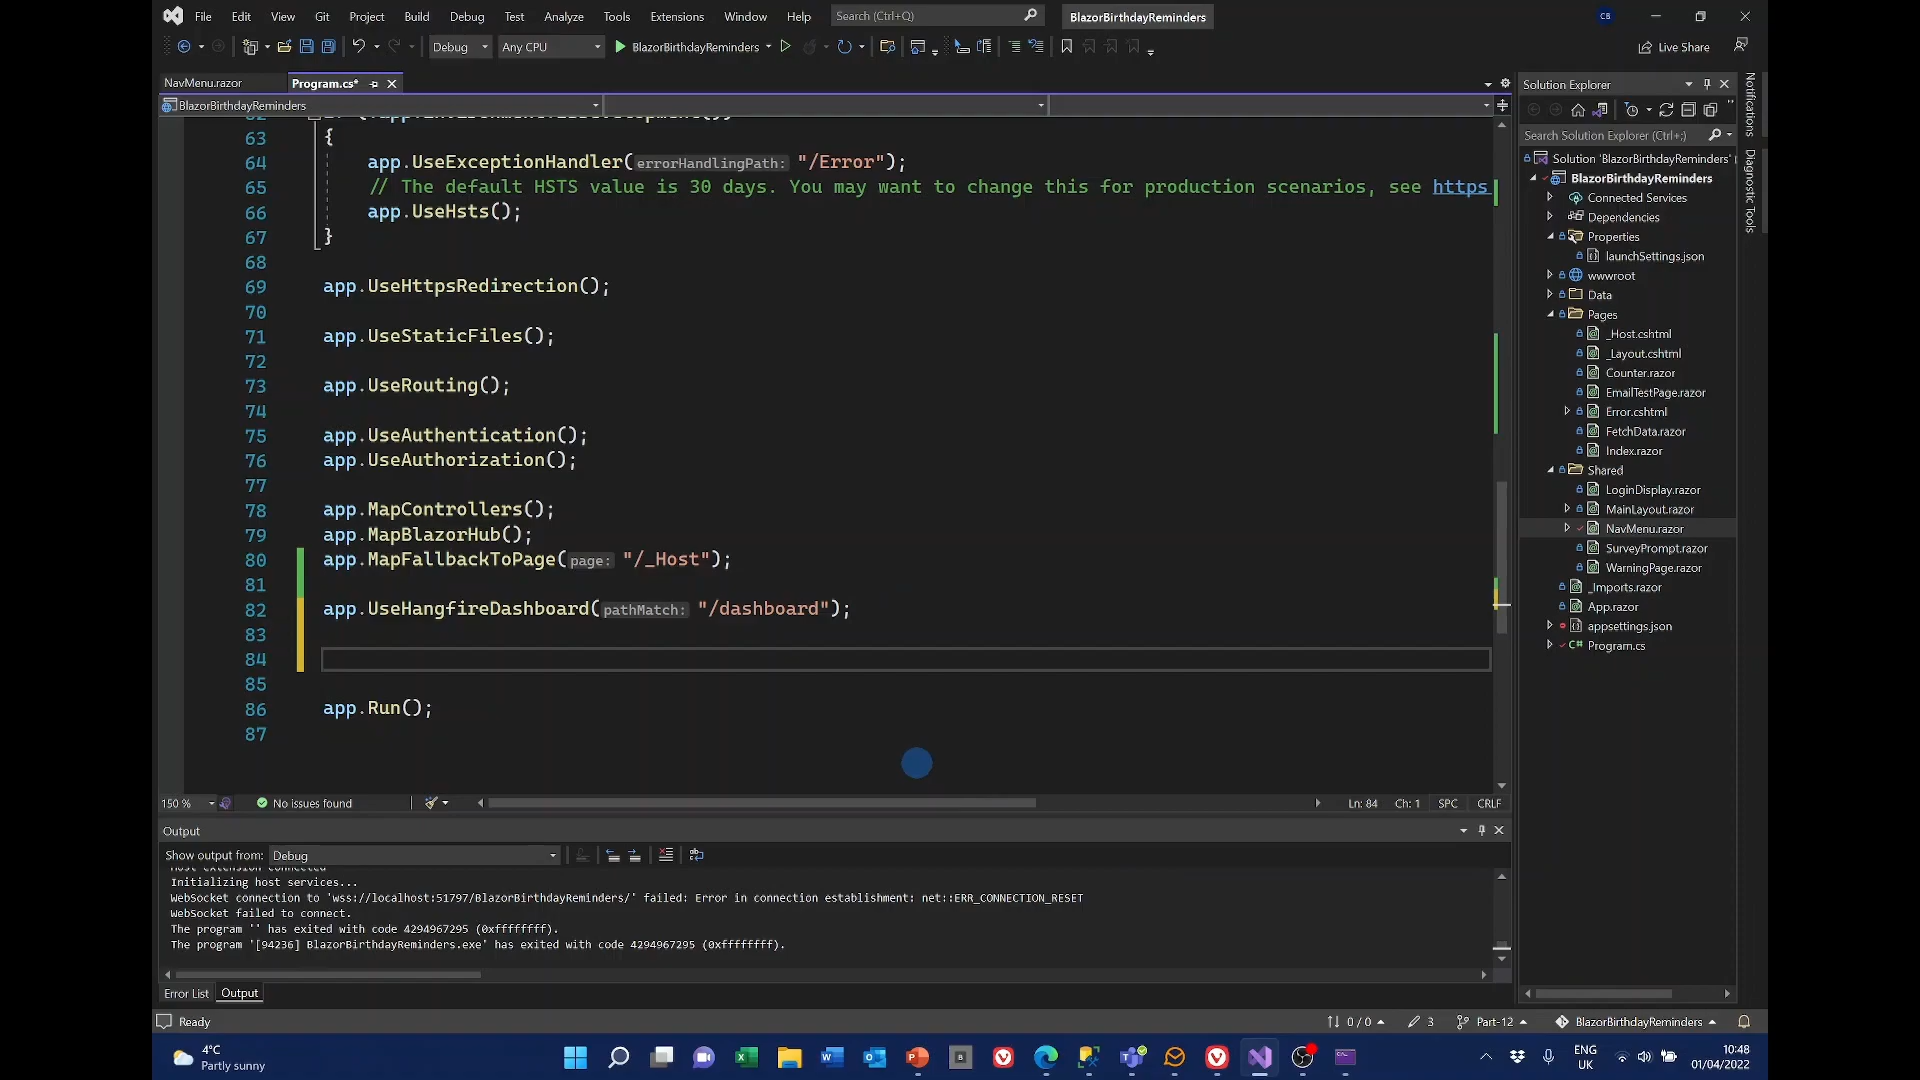 File Edit View Git Project Build Debug Test Analyze Tools Extensions Window Help Search (Ctrl+Q) BlazorBirthdayReminders CB
Debug Any CPU BlazorBirthdayReminders Live Share
NavMenu.razor Program.cs*
BlazorBirthdayReminders
63 {
64 app.UseExceptionHandler(errorHandlingPath: "/Error");
65 // The default HSTS value is 30 days. You may want to change this for production scenarios, see https
66 app.UseHsts();
67 }
68
69 app.UseHttpsRedirection();
70
71 app.UseStaticFiles();
72
73 app.UseRouting();
74
75 app.UseAuthentication();
76 app.UseAuthorization();
77
78 app.MapControllers();
79 app.MapBlazorHub();
80 app.MapFallbackToPage(page: "/_Host");
81
82 app.UseHangfireDashboard(pathMatch: "/dashboard");
83
84
85
86 app.Run();
87
150 % No issues found Ln: 84 Ch: 1 SPC CRLF
Output
Show output from: Debug
Host extension connected
Initializing host services...
WebSocket connection to 'wss://localhost:51797/BlazorBirthdayReminders/' failed: Error in connection establishment: net::ERR_CONNECTION_RESET
WebSocket failed to connect.
The program '' has exited with code 4294967295 (0xffffffff).
The program '[94236] BlazorBirthdayReminders.exe' has exited with code 4294967295 (0xffffffff).
Error List Output
Solution Explorer
Search Solution Explorer (Ctrl+;)
Solution 'BlazorBirthdayReminders'
BlazorBirthdayReminders
Connected Services
Dependencies
Properties
launchSettings.json
wwwroot
Data
Pages
_Host.cshtml
_Layout.cshtml
Counter.razor
EmailTestPage.razor
Error.cshtml
FetchData.razor
Index.razor
Shared
LoginDisplay.razor
MainLayout.razor
NavMenu.razor
SurveyPrompt.razor
WarningPage.razor
_Imports.razor
App.razor
appsettings.json
C# Program.cs
Notifications
Diagnostic Tools
Ready 0 / 0 3 Part-12 BlazorBirthdayReminders
4°C
Partly sunny
ENG
UK
10:48
01/04/2022